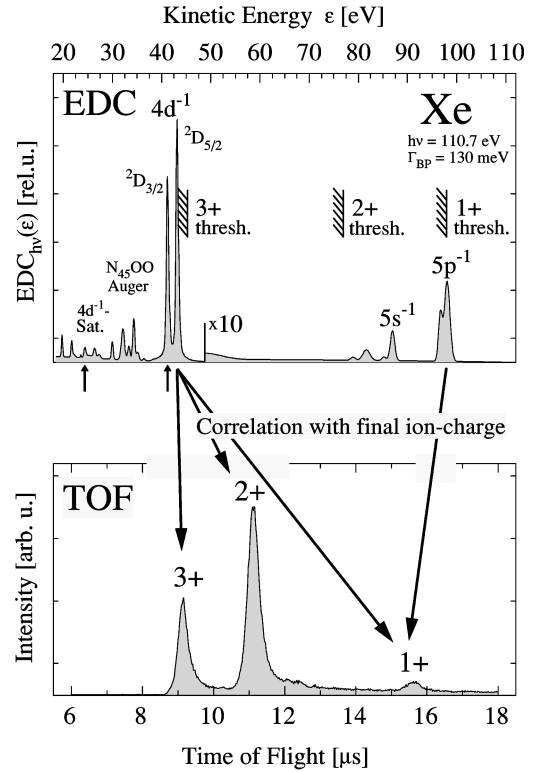 Kinetic Energy ε [eV]
20 30 40 50 60 70 80 90 100 110
EDC
4d⁻¹
Xe
hν = 110.7 eV
Γ_BP = 130 meV
²D₅/₂
²D₃/₂
3+
thresh.
2+
thresh.
1+
thresh.
N₄₅OO
Auger
4d⁻¹-
Sat.
x10
5s⁻¹
5p⁻¹
EDC_hν(ε) [rel.u.]
Correlation with final ion-charge
TOF
2+
3+
1+
Intensity [arb. u.]
6 8 10 12 14 16 18
Time of Flight [µs]